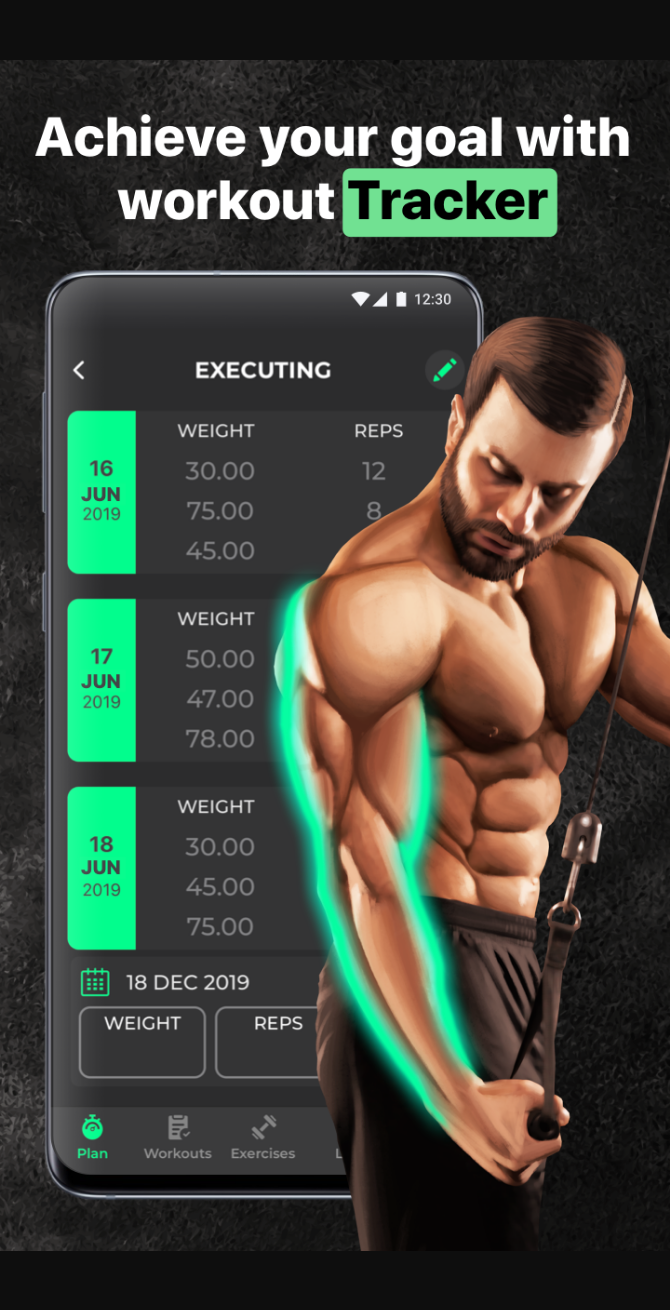 Achieve your goal with
workout Tracker
12:30
EXECUTING
16
JUN
2019
WEIGHT REPS
30.00 12
75.00 8
45.00
17
JUN
2019
WEIGHT
50.00
47.00
78.00
18
JUN
2019
WEIGHT
30.00
45.00
75.00
18 DEC 2019
WEIGHT REPS
Plan Workouts Exercises